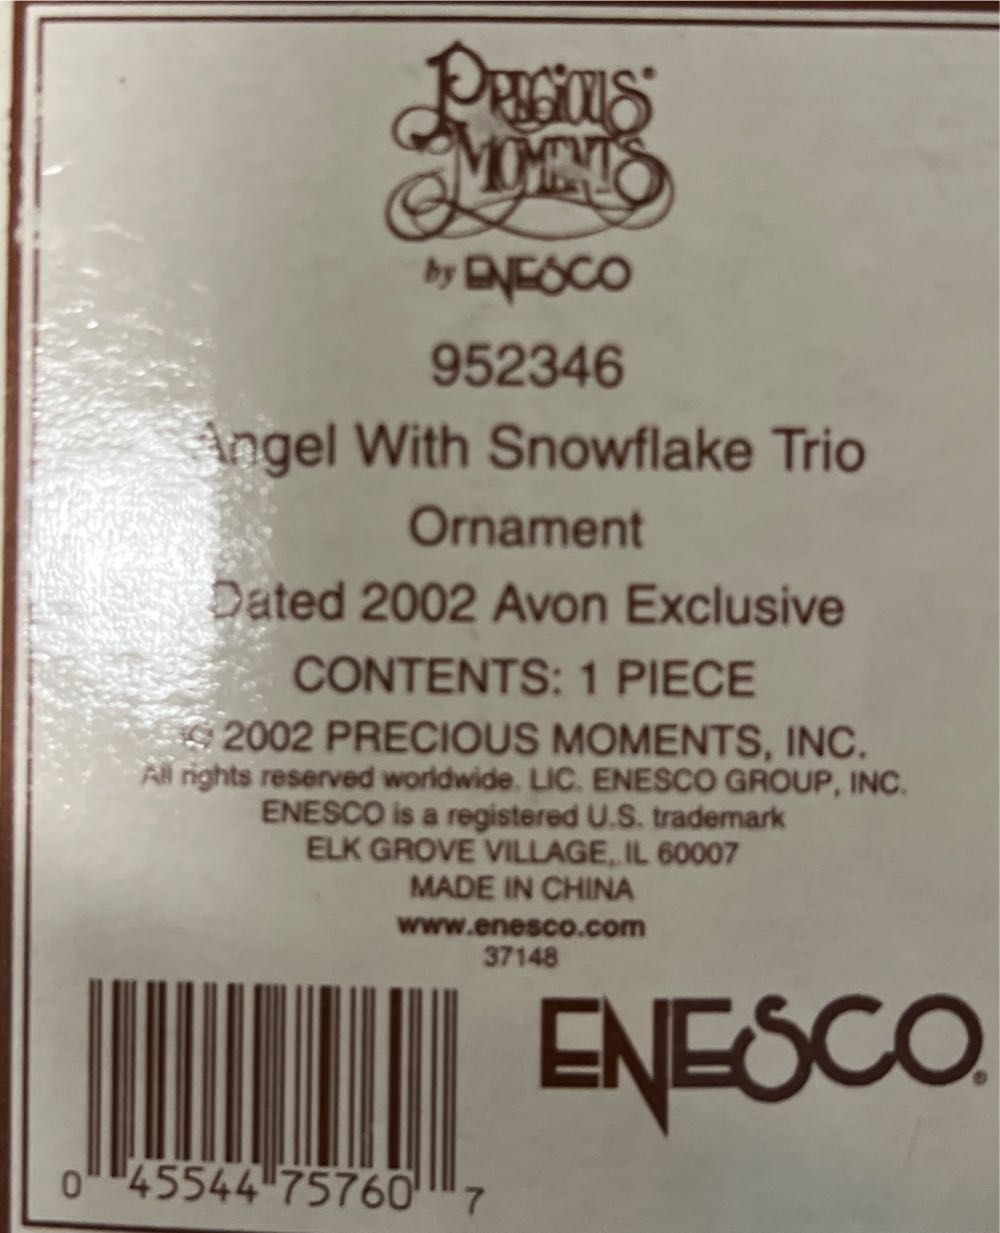 PRECIOUS®
MOMENTS
by ENESCO
952346
Angel With Snowflake Trio
Ornament
Dated 2002 Avon Exclusive
CONTENTS: 1 PIECE
© 2002 PRECIOUS MOMENTS, INC.
All rights reserved worldwide. LIC. ENESCO GROUP, INC.
ENESCO is a registered U.S. trademark
ELK GROVE VILLAGE, IL 60007
MADE IN CHINA
www.enesco.com
37148
ENESCO®
0 45544 75760 7